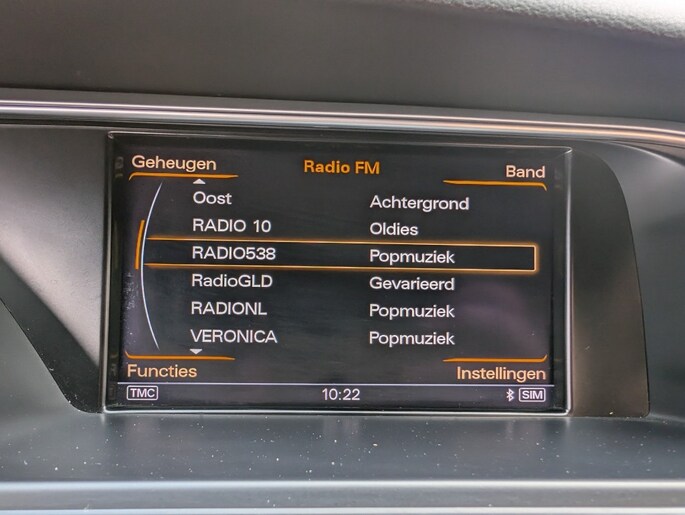 Geheugen Radio FM Band
Oost Achtergrond
RADIO 10 Oldies
RADIO538 Popmuziek
RadioGLD Gevarieerd
RADIONL Popmuziek
VERONICA Popmuziek
Functies Instellingen
TMC 10:22 SIM